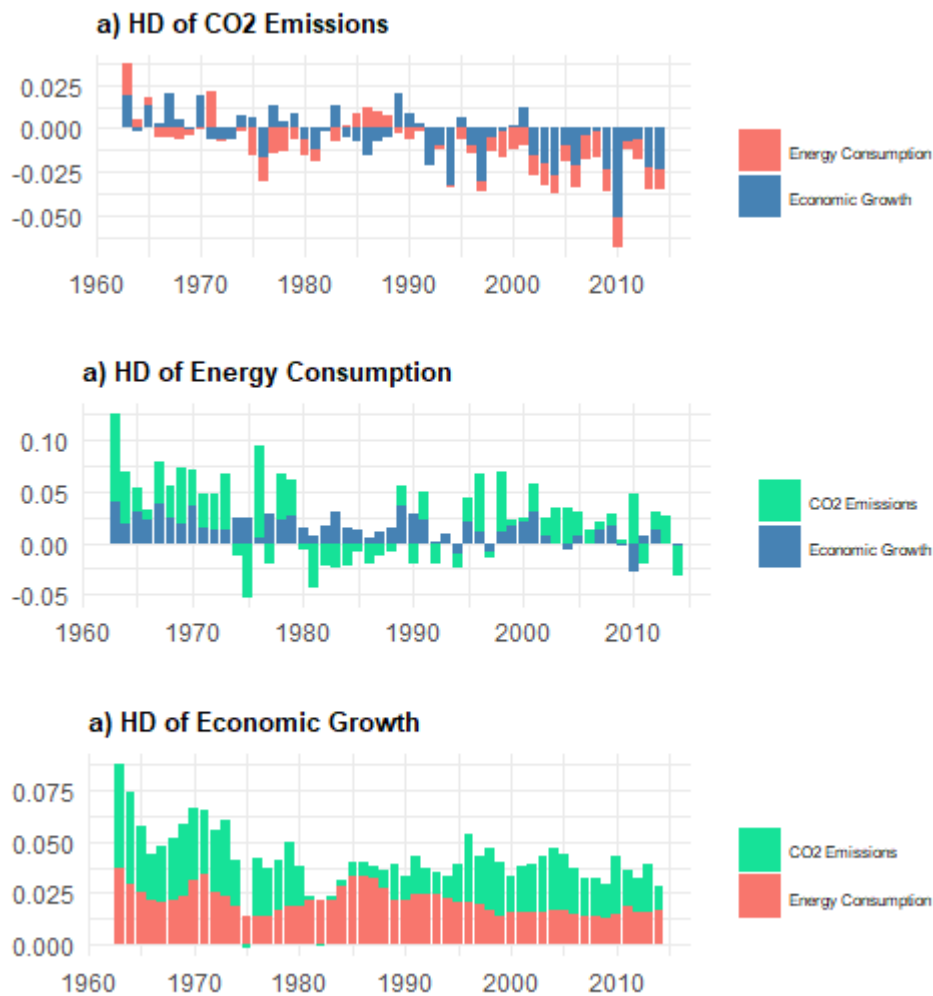 a) HD of CO2 Emissions
0.025
0.000
-0.025
-0.050
1960 1970 1980 1990 2000 2010
Energy Consumption
Economic Growth
a) HD of Energy Consumption
0.10
0.05
0.00
-0.05
1960 1970 1980 1990 2000 2010
CO2 Emissions
Economic Growth
a) HD of Economic Growth
0.075
0.050
0.025
0.000
1960 1970 1980 1990 2000 2010
CO2 Emissions
Energy Consumption